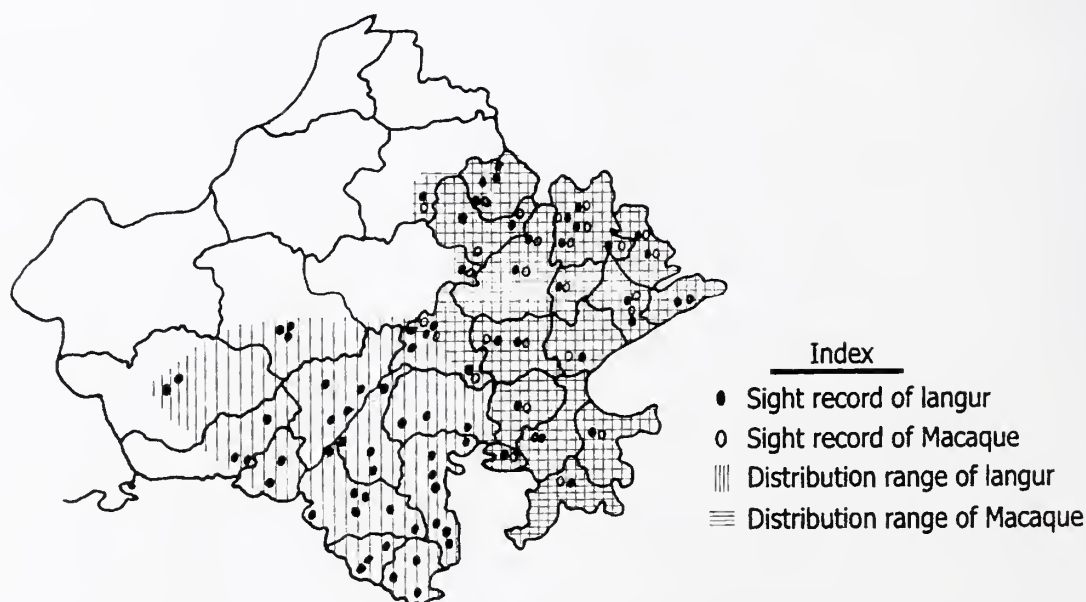 Index
Sight record of langur
Sight record of Macaque
Distribution range of langur
Distribution range of Macaque